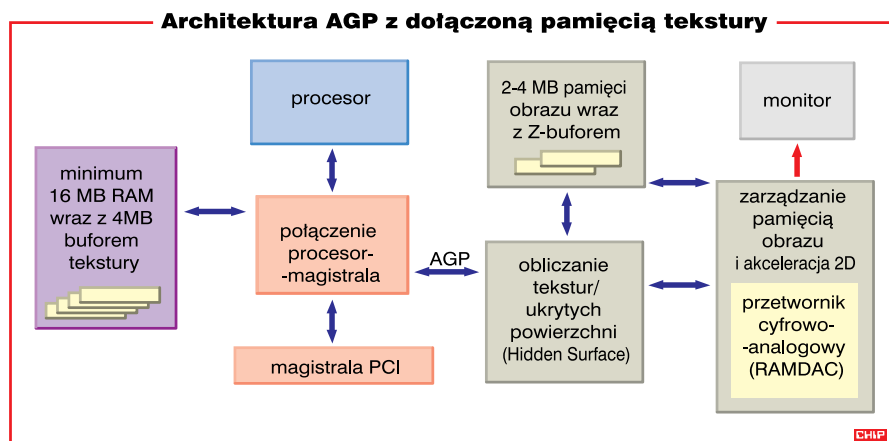 Architektura AGP z dołączoną pamięcią tekstury
procesor
2-4 MB pamięci
obrazu wraz
z Z-buforem
monitor
minimum
16 MB RAM
wraz z 4MB
buforem
tekstury
połączenie
procesor-
-magistrala
AGP
obliczanie
tekstur/
ukrytych
powierzchni
(Hidden Surface)
zarządzanie
pamięcią
obrazu
i akceleracja 2D
przetwornik
cyfrowo-
-analogowy
(RAMDAC)
magistrala PCI
CHIP